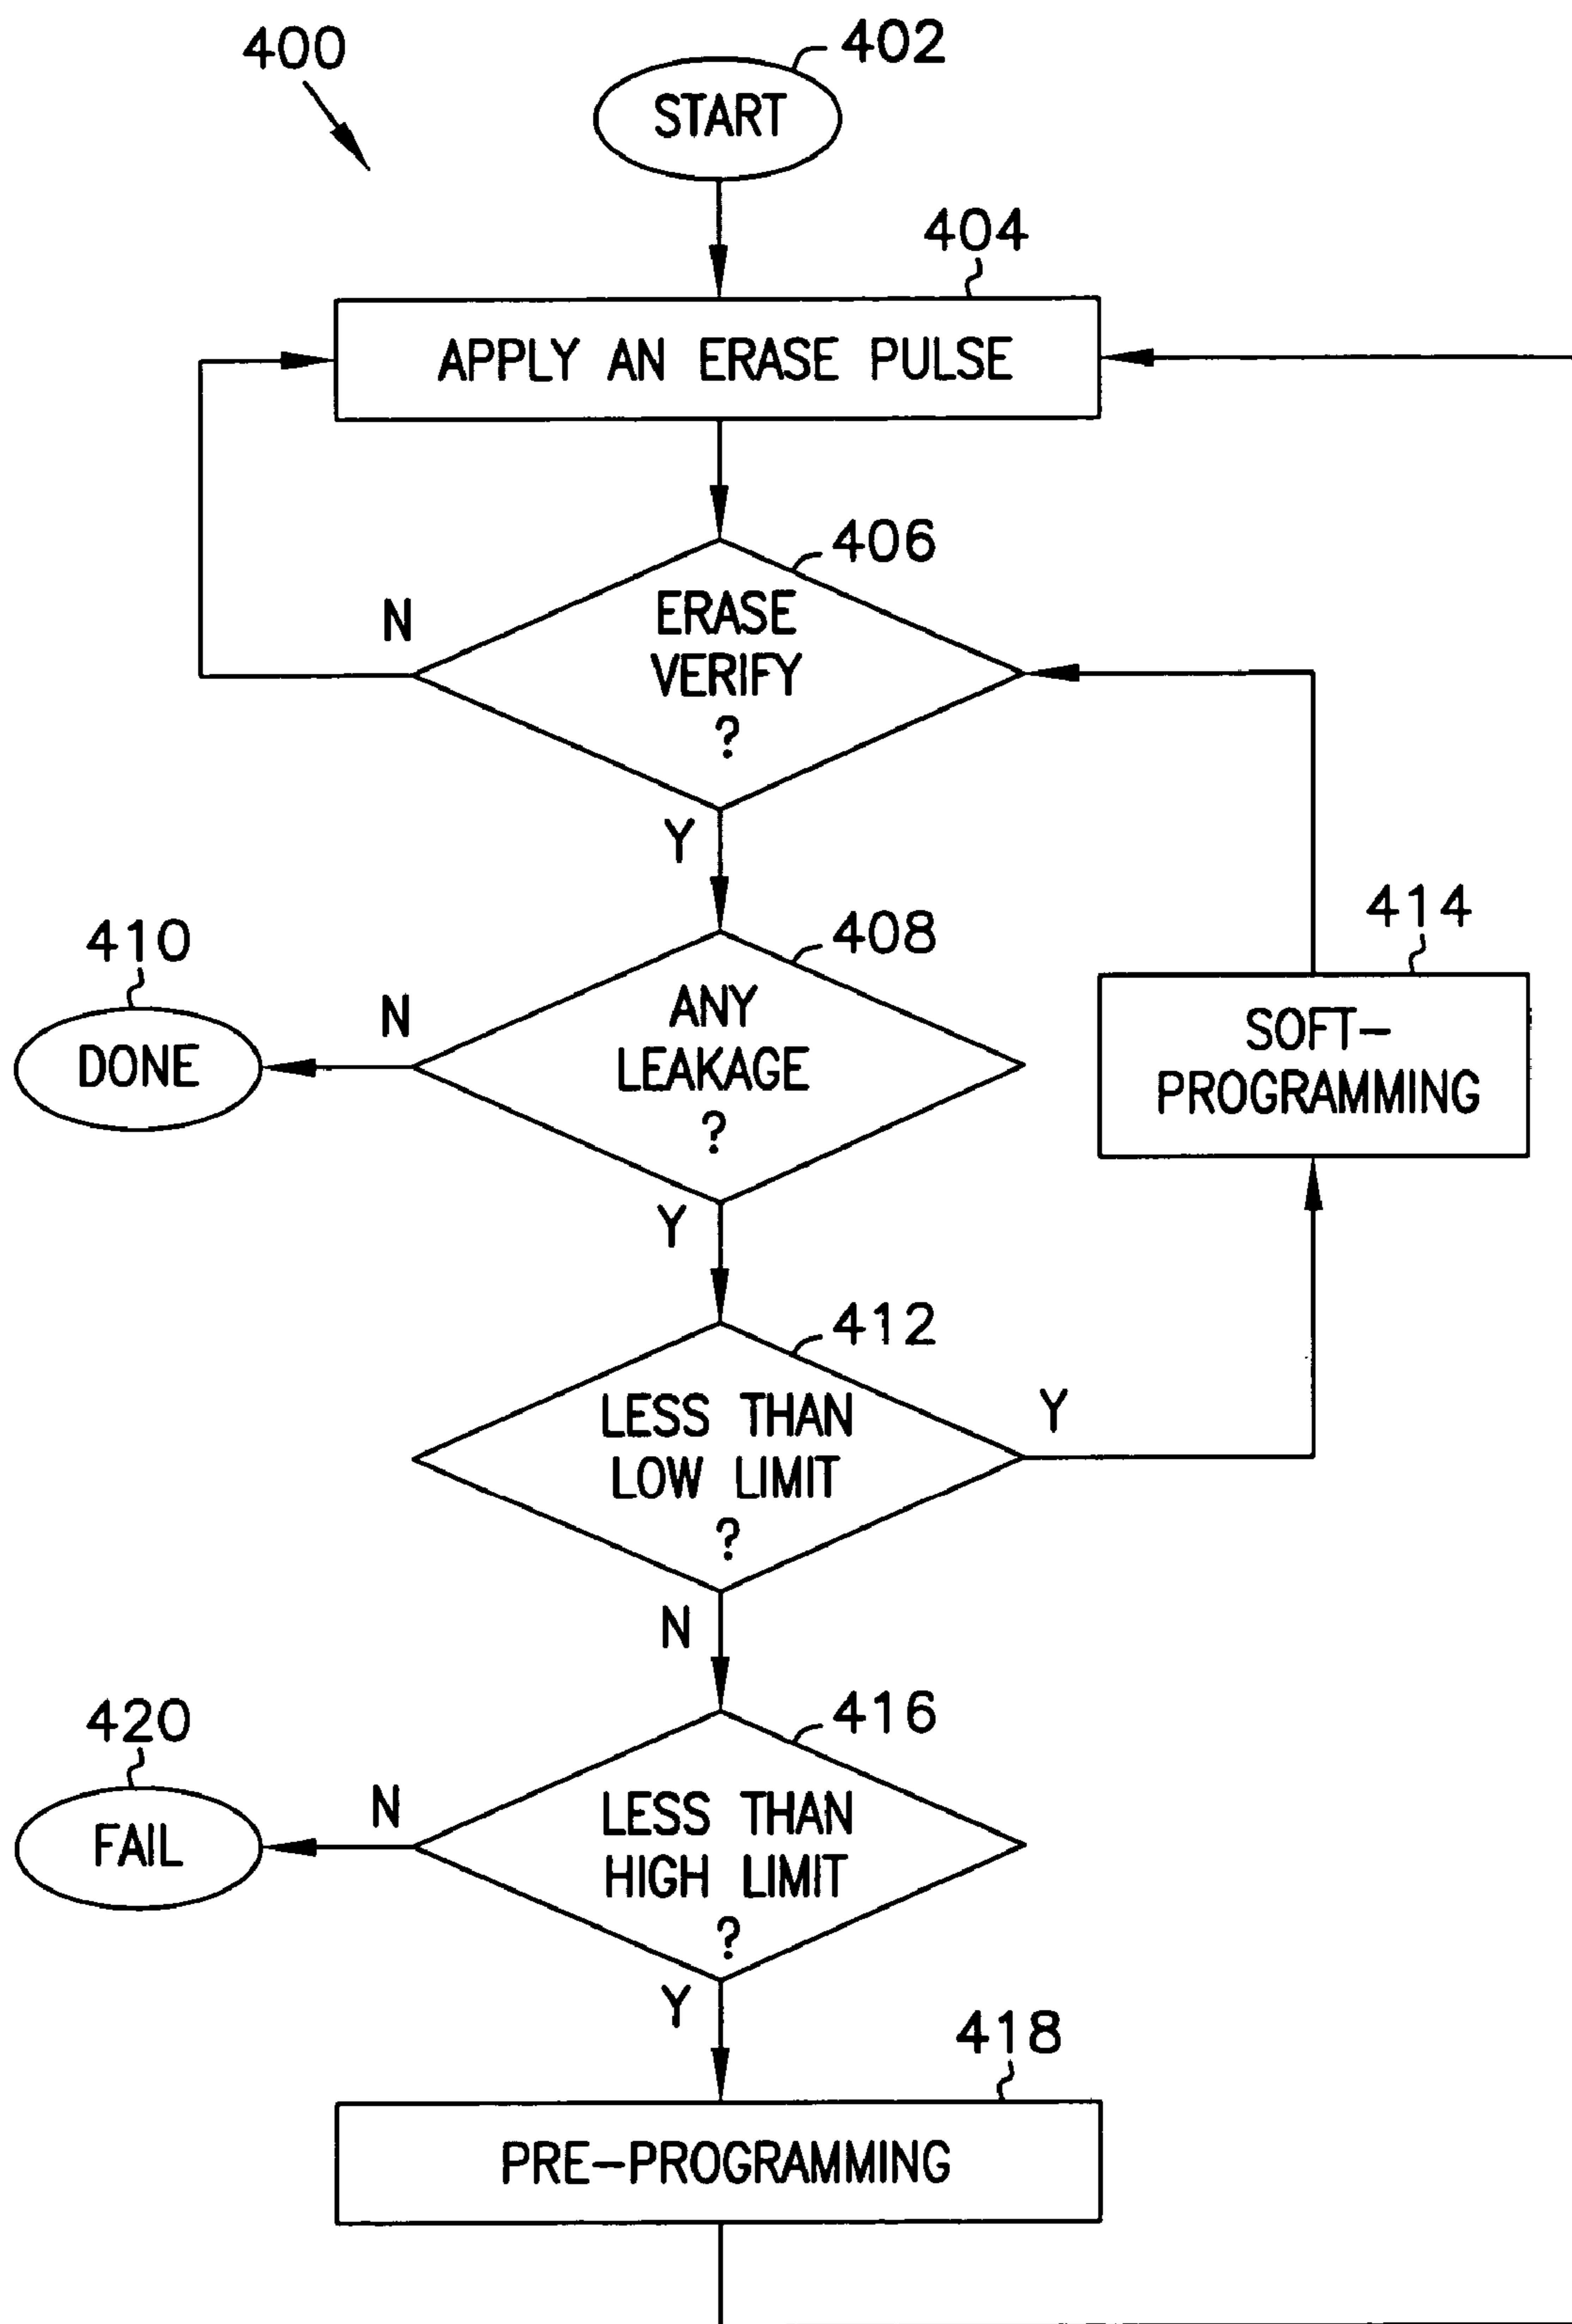 400
402
START
404
APPLY AN ERASE PULSE
406
N
ERASE
VERIFY
?
Y
410
408
414
DONE
N
ANY
LEAKAGE
?
SOFT-
PROGRAMMING
Y
412
LESS THAN
LOW LIMIT
?
Y
N
420
416
FAIL
N
LESS THAN
HIGH LIMIT
?
Y
418
PRE-PROGRAMMING